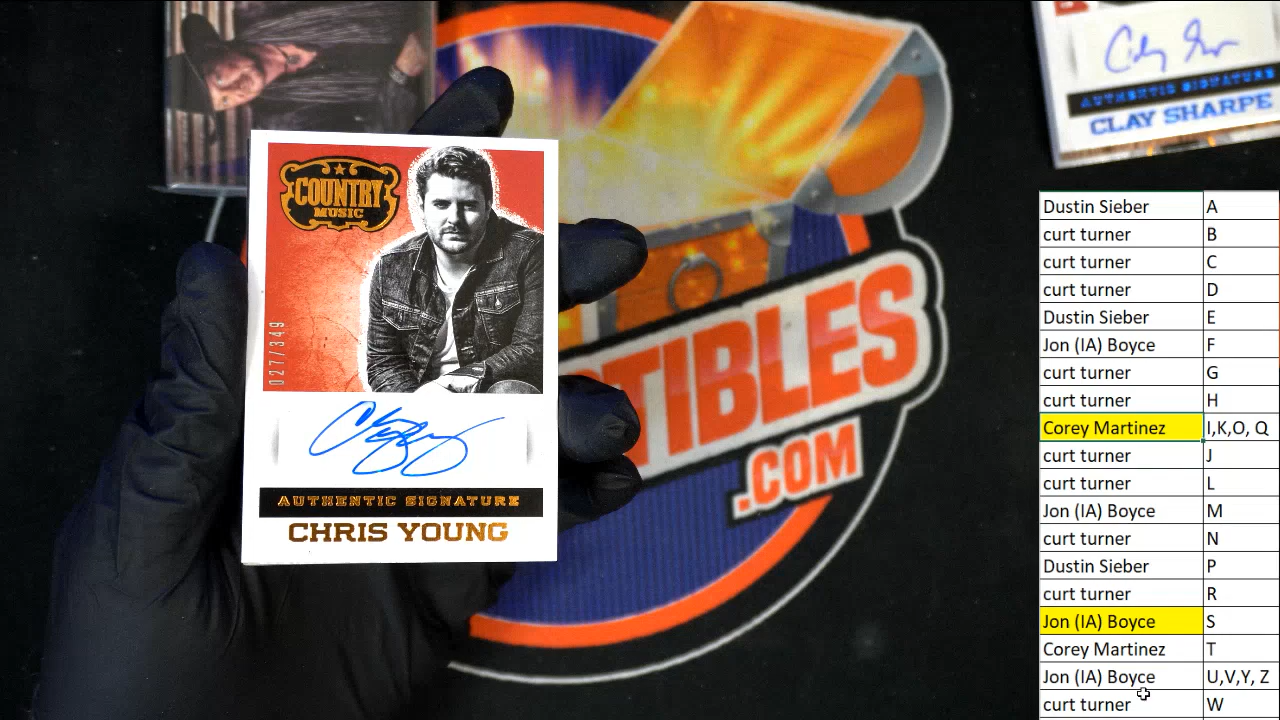 COUNTRY
MUSIC
027/349
AUTHENTIC SIGNATURE
CHRIS YOUNG
AUTHENTIC SIGNATURE
CLAY SHARPE
TIBLES
.COM
Dustin Sieber A
curt turner B
curt turner C
curt turner D
Dustin Sieber E
Jon (IA) Boyce F
curt turner G
curt turner H
Corey Martinez I,K,O, Q
curt turner J
curt turner L
Jon (IA) Boyce M
curt turner N
Dustin Sieber P
curt turner R
Jon (IA) Boyce S
Corey Martinez T
Jon (IA) Boyce U,V,Y, Z
curt turner W